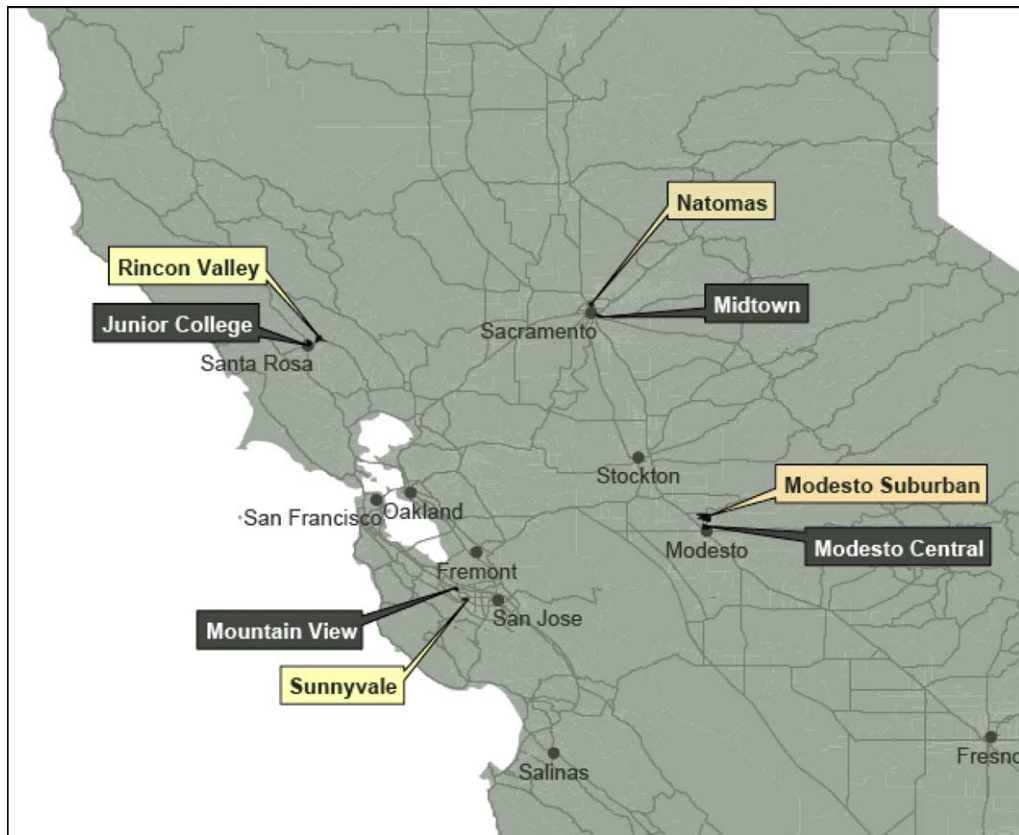 Natomas
Rincon Valley
Midtown
Junior College
Sacramento
Santa Rosa
Stockton
Modesto Suburban
San Francisco
Oakland
Modesto
Modesto Central
Fremont
Mountain View
San Jose
Sunnyvale
Fresno
Salinas